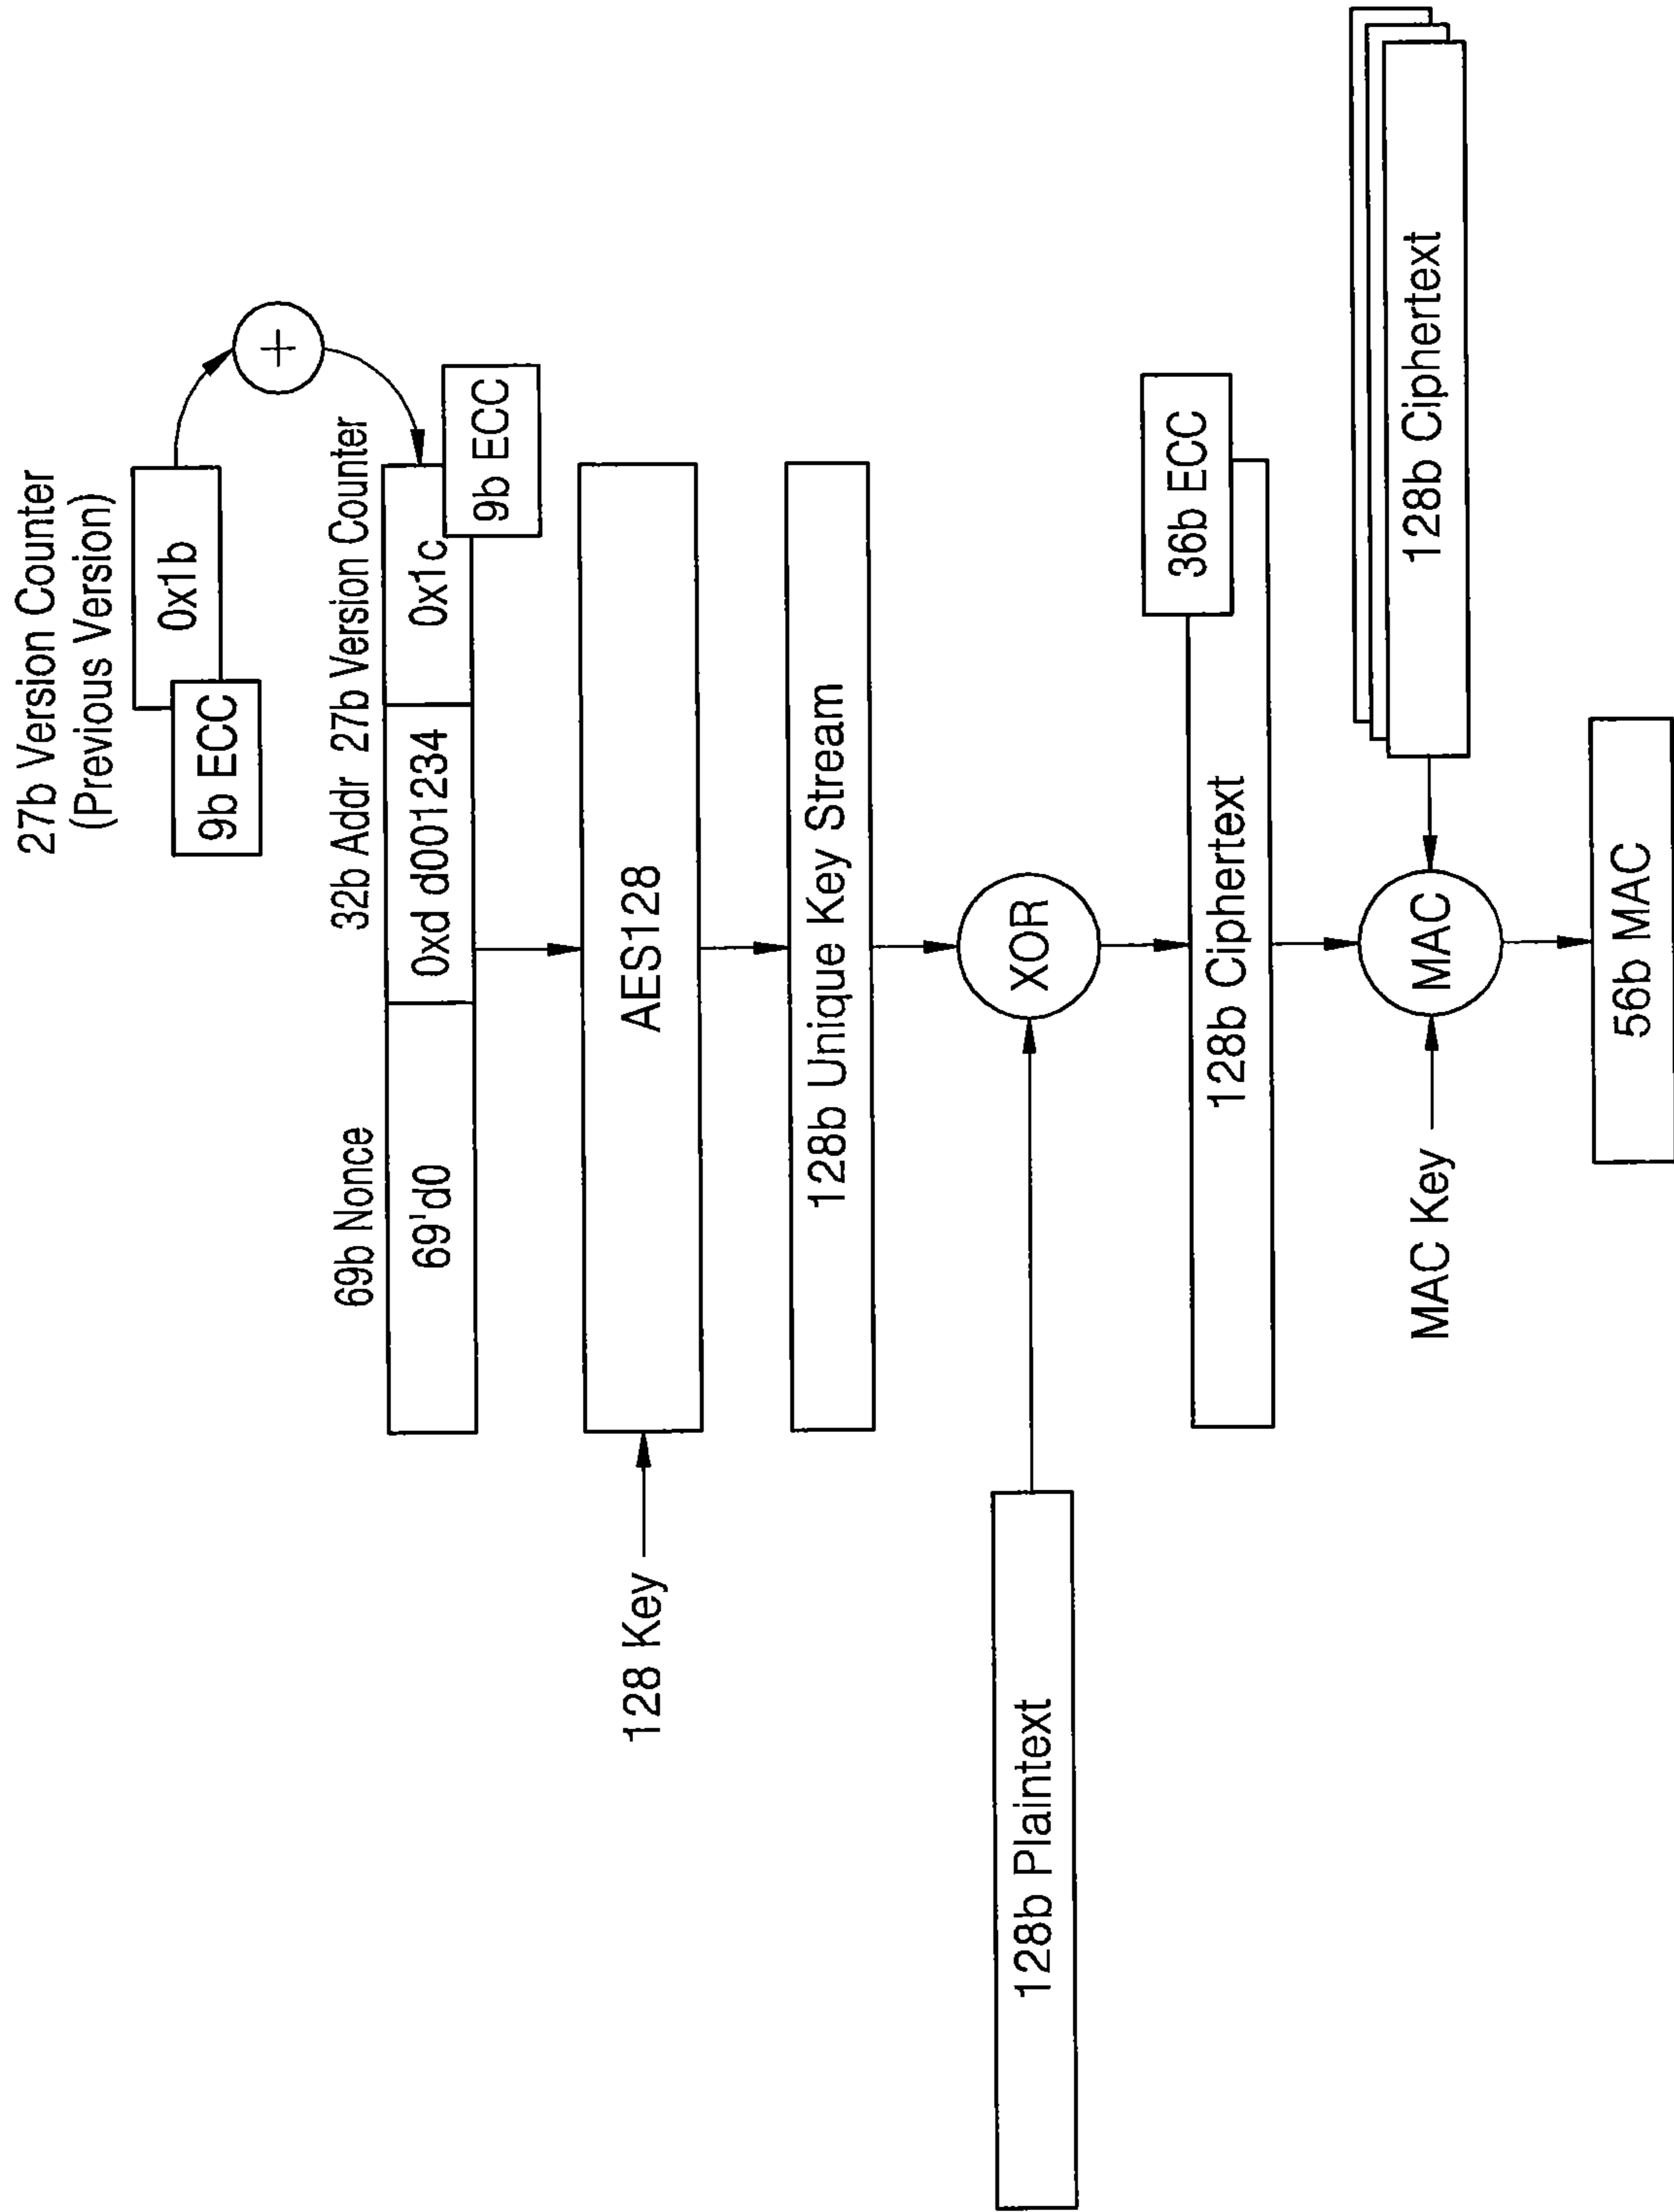 27b Version Counter
(Previous Version)
0x1b
9b ECC
69b Nonce
32b Addr
27b Version Counter
69'd0
0xd d001234
0x1c
9b ECC
128 Key
AES128
128b Unique Key Stream
128b Plaintext
XOR
36b ECC
128b Ciphertext
MAC Key
MAC
128b Ciphertext
56b MAC